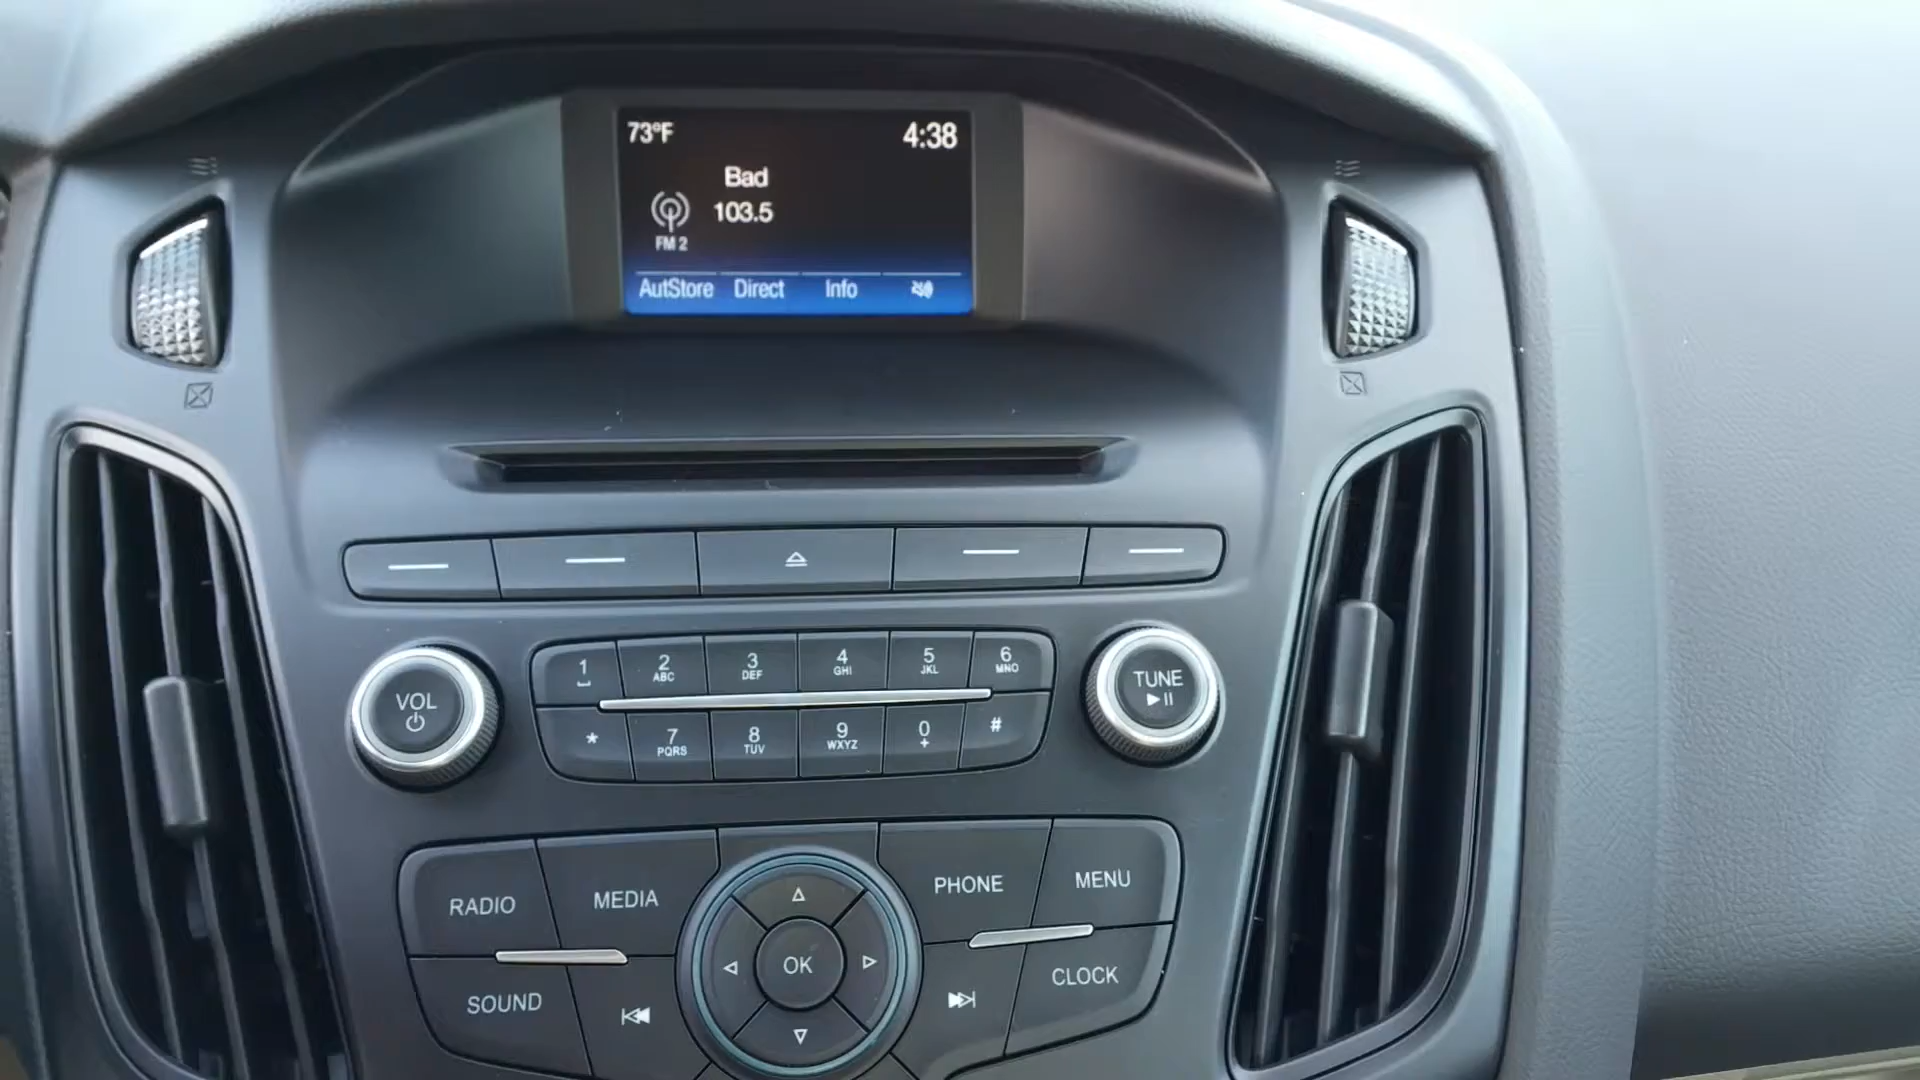 73°F 4:38
Bad
103.5
FM 2
AutStore Direct Info
VOL
TUNE
1 2 ABC 3 DEF 4 GHI 5 JKL 6 MNO
* 7 PQRS 8 TUV 9 WXYZ 0 + #
RADIO MEDIA PHONE MENU
OK
SOUND CLOCK